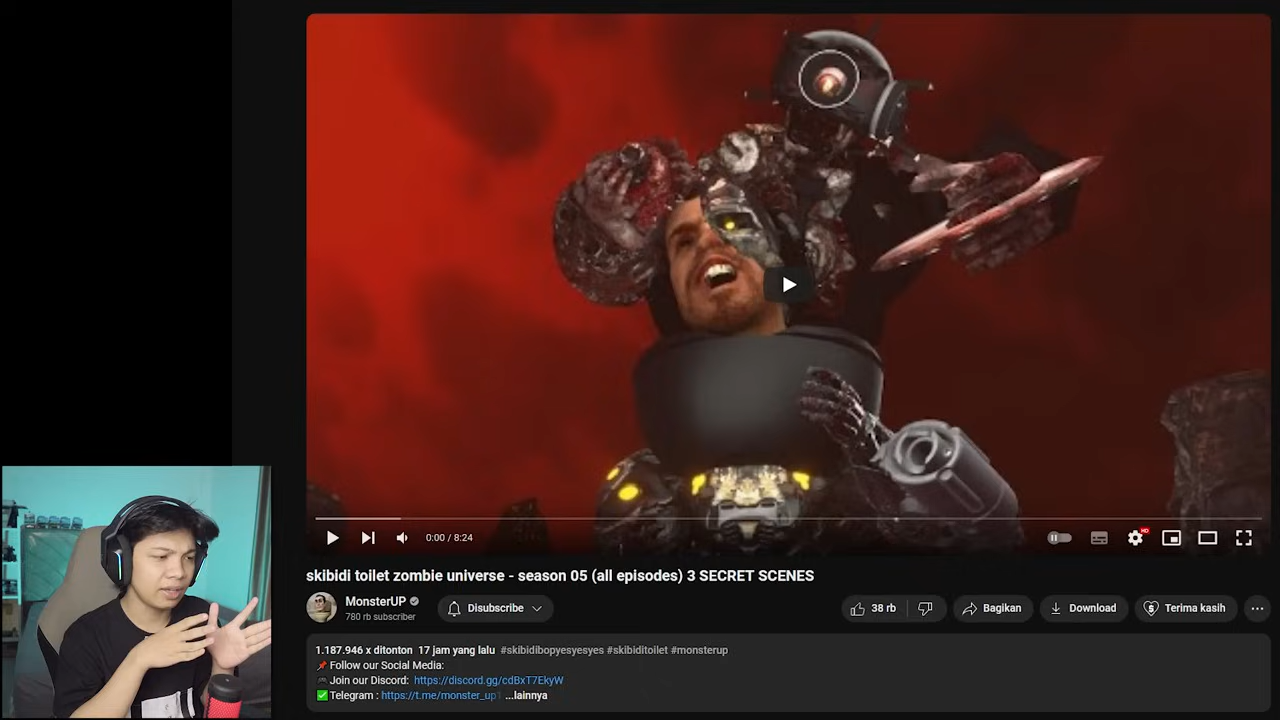 0:00 / 8:24
HD
skibidi toilet zombie universe - season 05 (all episodes) 3 SECRET SCENES
MonsterUP
780 rb subscriber
Disubscribe
38 rb
Bagikan
Download
Terima kasih
1.187.946 x ditonton 17 jam yang lalu #skibidibopyesyesyes #skibiditoilet #monsterup
Follow our Social Media:
Join our Discord: https://discord.gg/cdBxT7EkyW
Telegram : https://t.me/monster_up ...lainnya